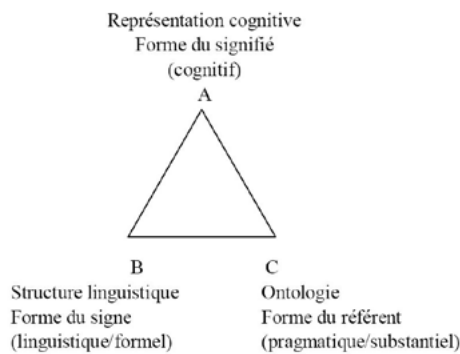 Représentation cognitive
Forme du signifié
(cognitif)
A
B
C
Structure linguistique
Forme du signe
(linguistique/formel)
Ontologie
Forme du référent
(pragmatique/substantiel)